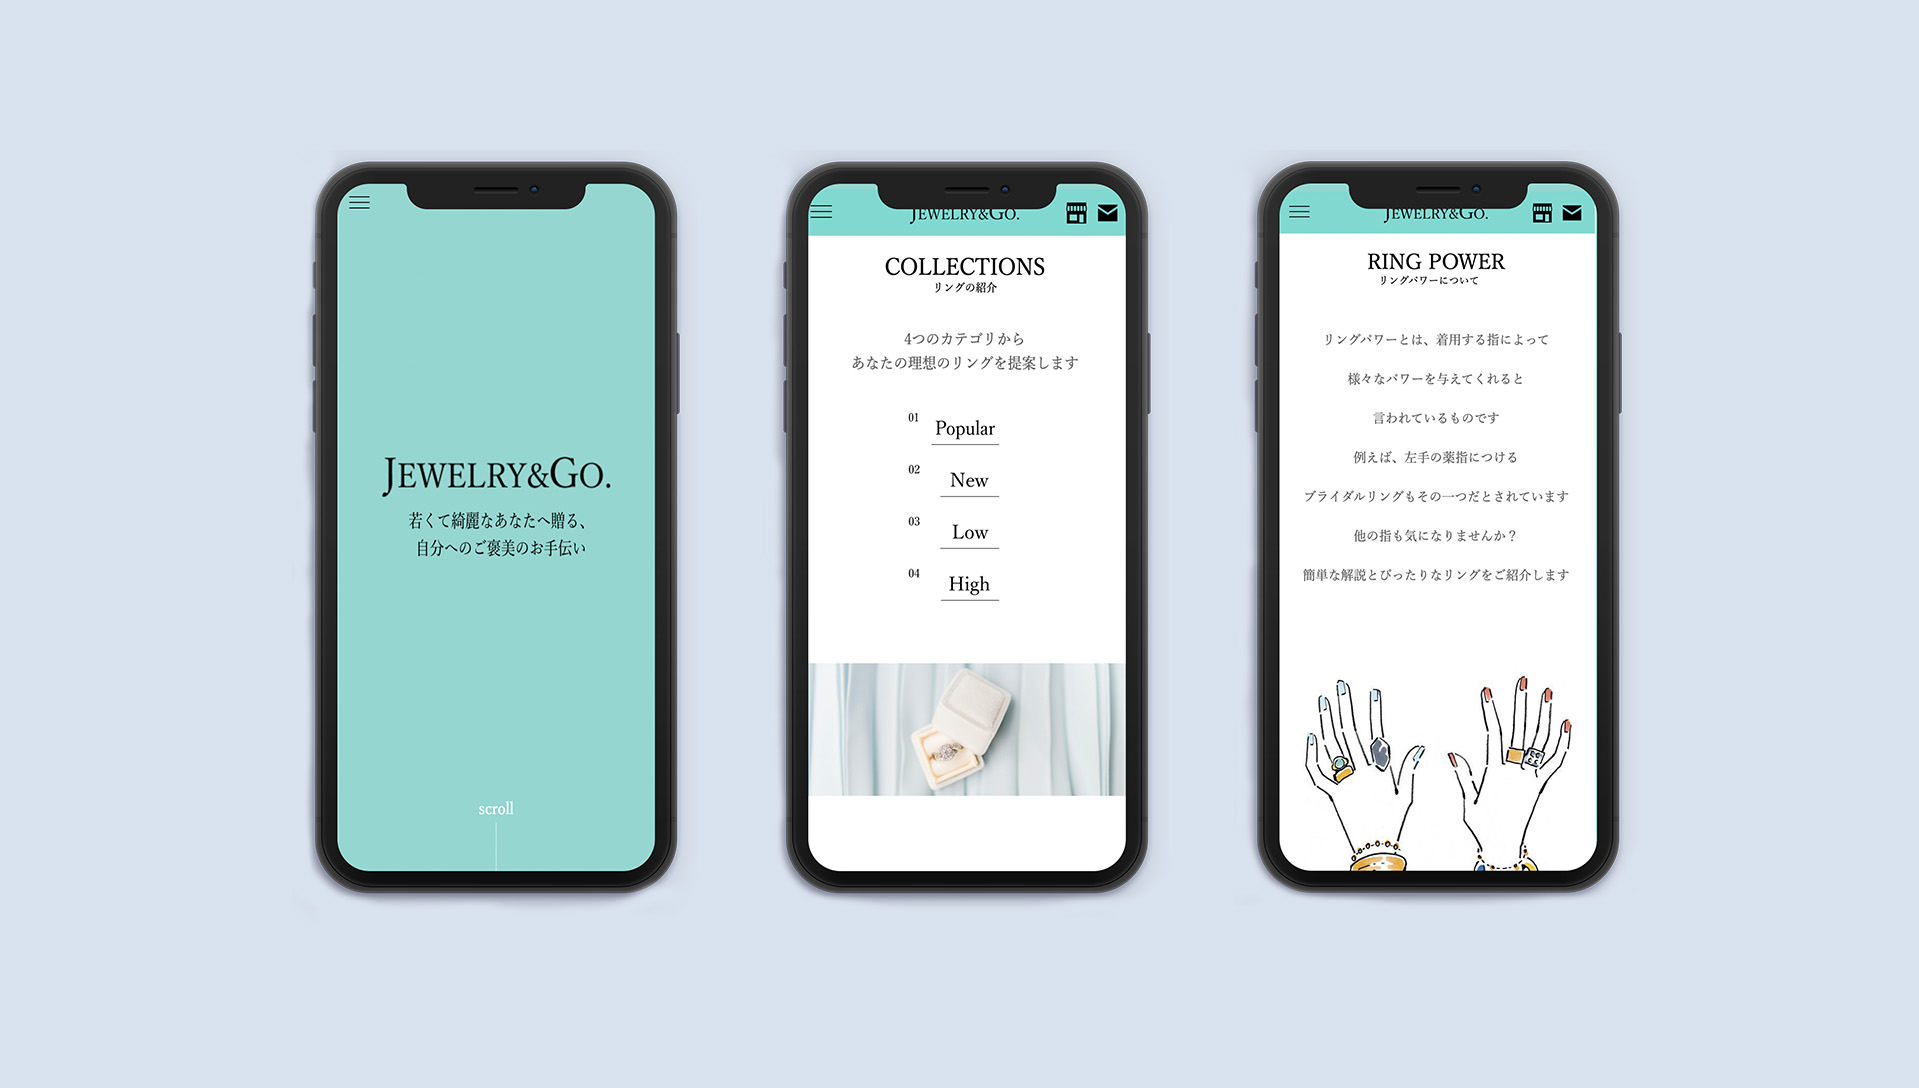 JEWELRY&GO.
若くて綺麗なあなたへ贈る、
自分へのご褒美のお手伝い
scroll
JEWELRY&GO.
COLLECTIONS
リングの紹介
4つのカテゴリから
あなたの理想のリングを提案します
01 Popular
02 New
03 Low
04 High
JEWELRY&GO.
RING POWER
リングパワーについて
リングパワーとは、着用する指によって
様々なパワーを与えてくれると
言われているものです
例えば、左手の薬指につける
ブライダルリングもその一つだとされています
他の指も気になりませんか？
簡単な解説とぴったりなリングをご紹介します